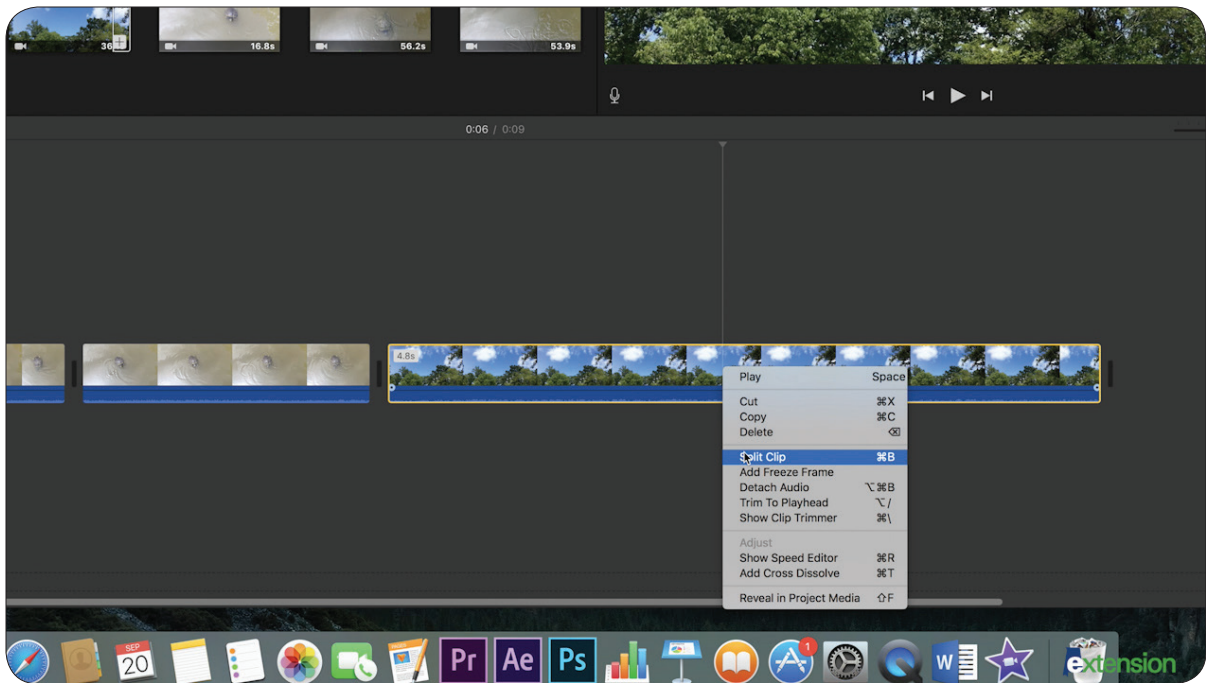 36
16.8s
56.2s
53.9s
0:06 / 0:09
4.8s
Play Space
Cut ⌘X
Copy ⌘C
Delete ⌫
Split Clip ⌘B
Add Freeze Frame
Detach Audio ⌥⌘B
Trim To Playhead ⌥/
Show Clip Trimmer ⌘\
Adjust
Show Speed Editor ⌘R
Add Cross Dissolve ⌘T
Reveal in Project Media ⇧F
SEP
20
Pr
Ae
Ps
1
W
extension